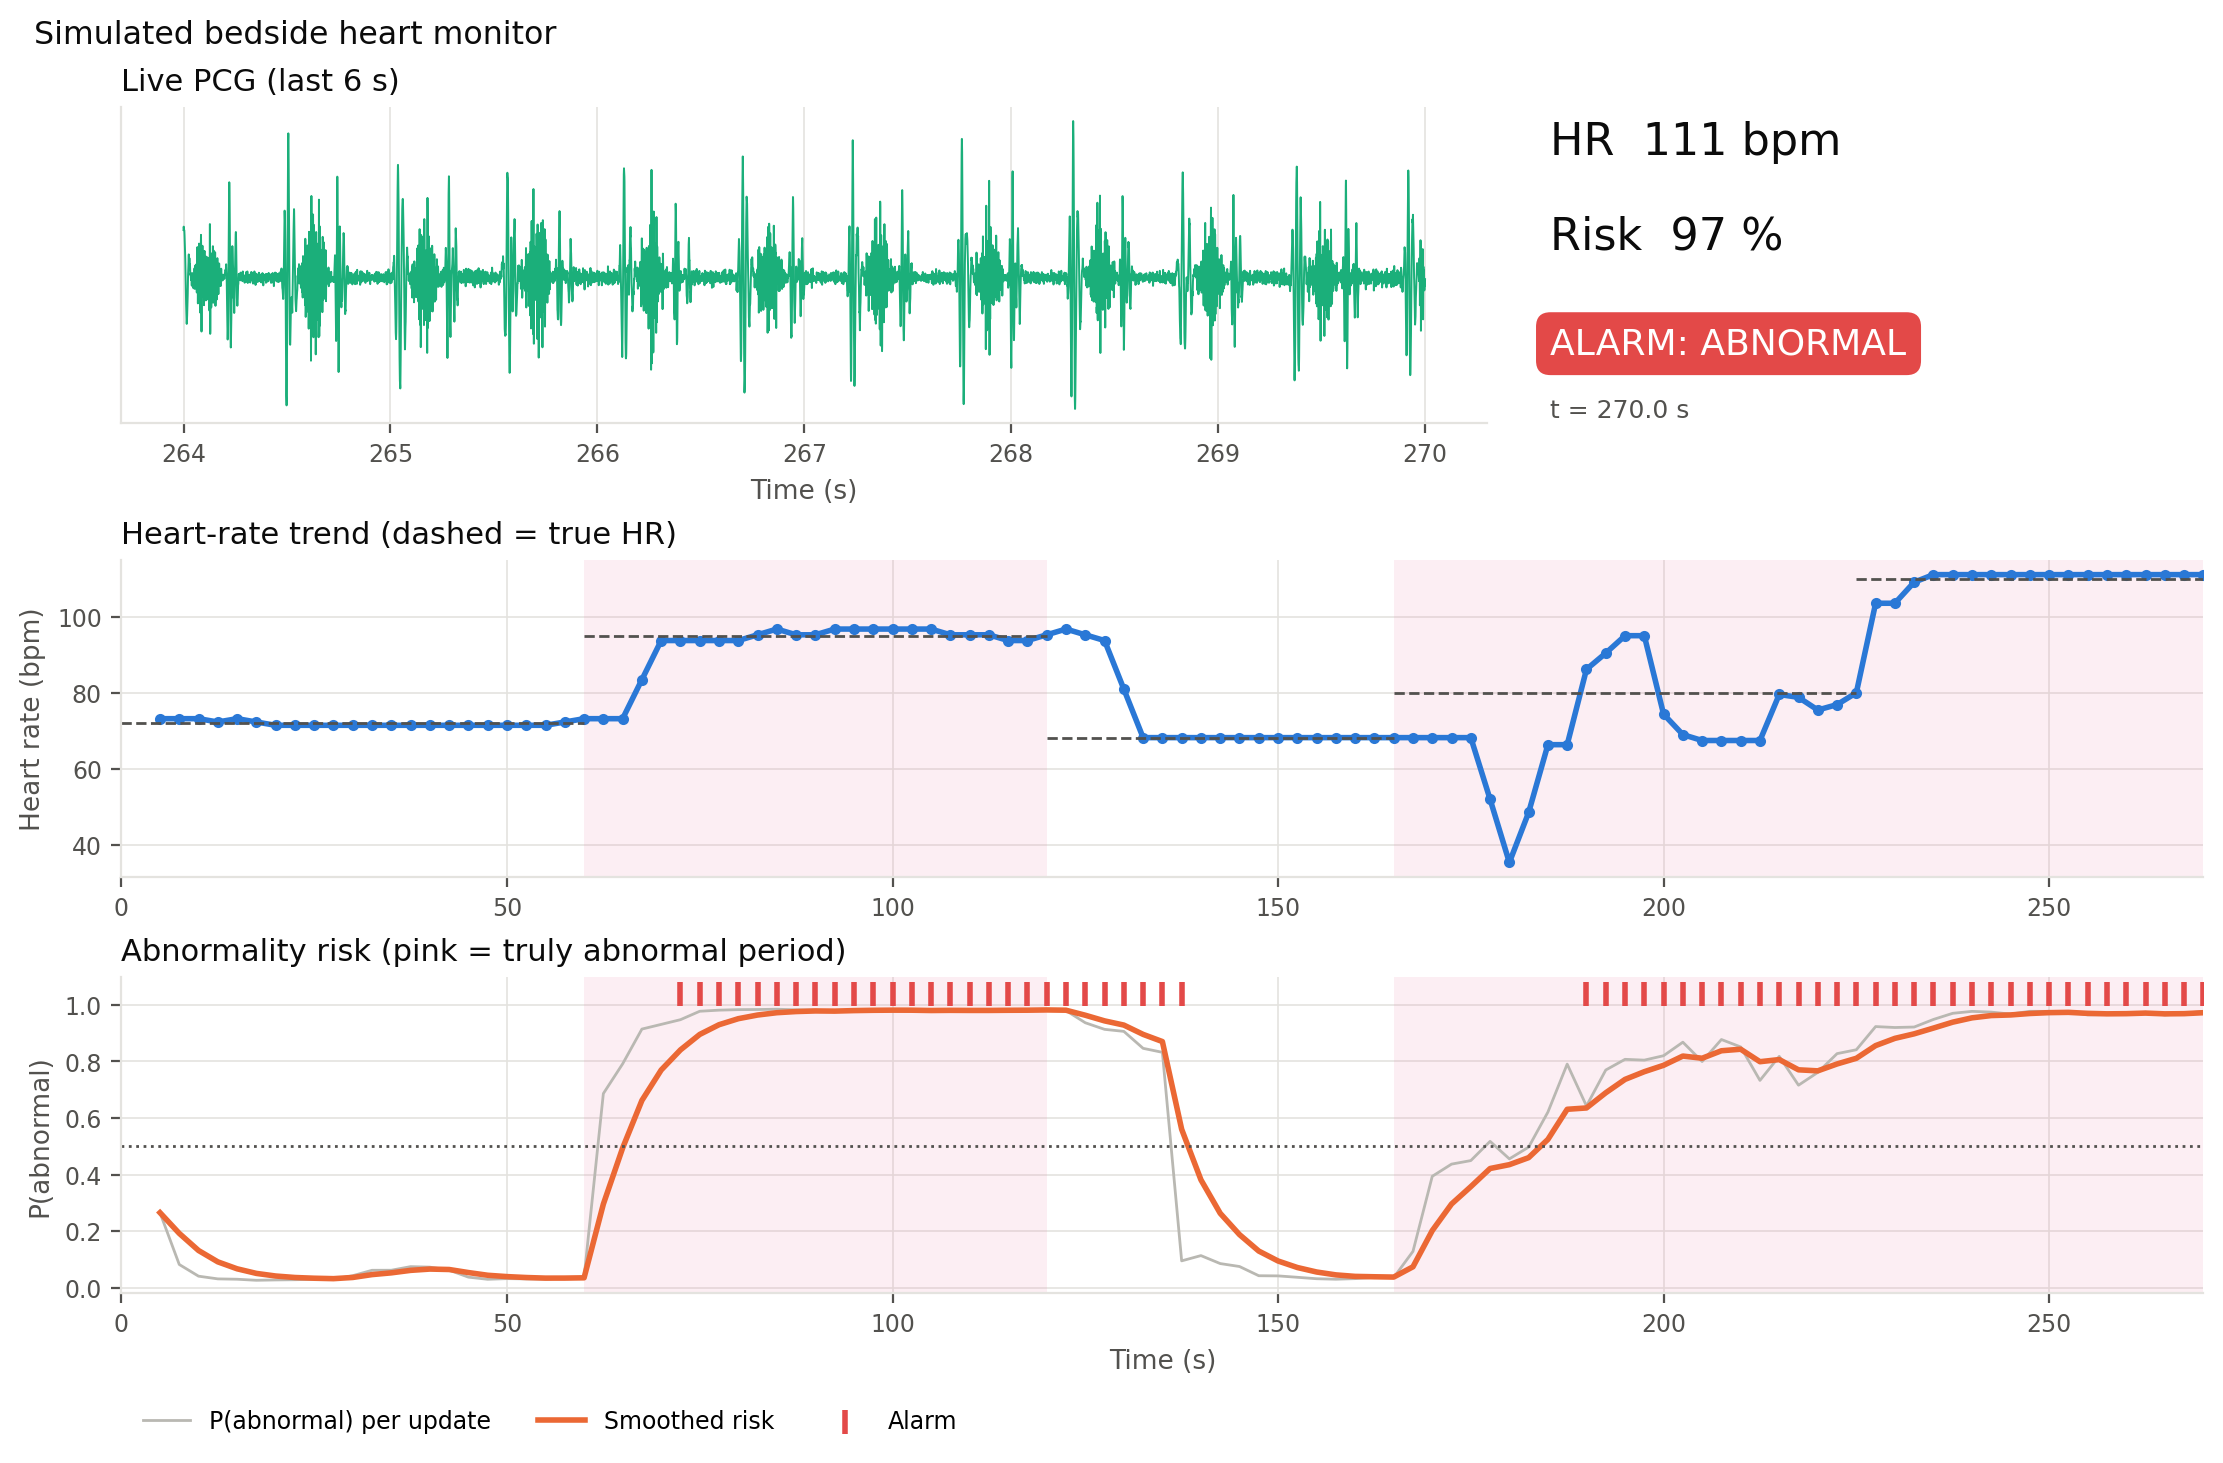 Simulated bedside heart monitor
Live PCG (last 6 s)
HR  111 bpm
Risk  97 %
ALARM: ABNORMAL
t = 270.0 s
264 265 266 267 268 269 270
Time (s)
Heart-rate trend (dashed = true HR)
Heart rate (bpm)
100
80
60
40
0 50 100 150 200 250
Abnormality risk (pink = truly abnormal period)
P(abnormal)
1.0
0.8
0.6
0.4
0.2
0.0
0 50 100 150 200 250
Time (s)
P(abnormal) per update
Smoothed risk
Alarm